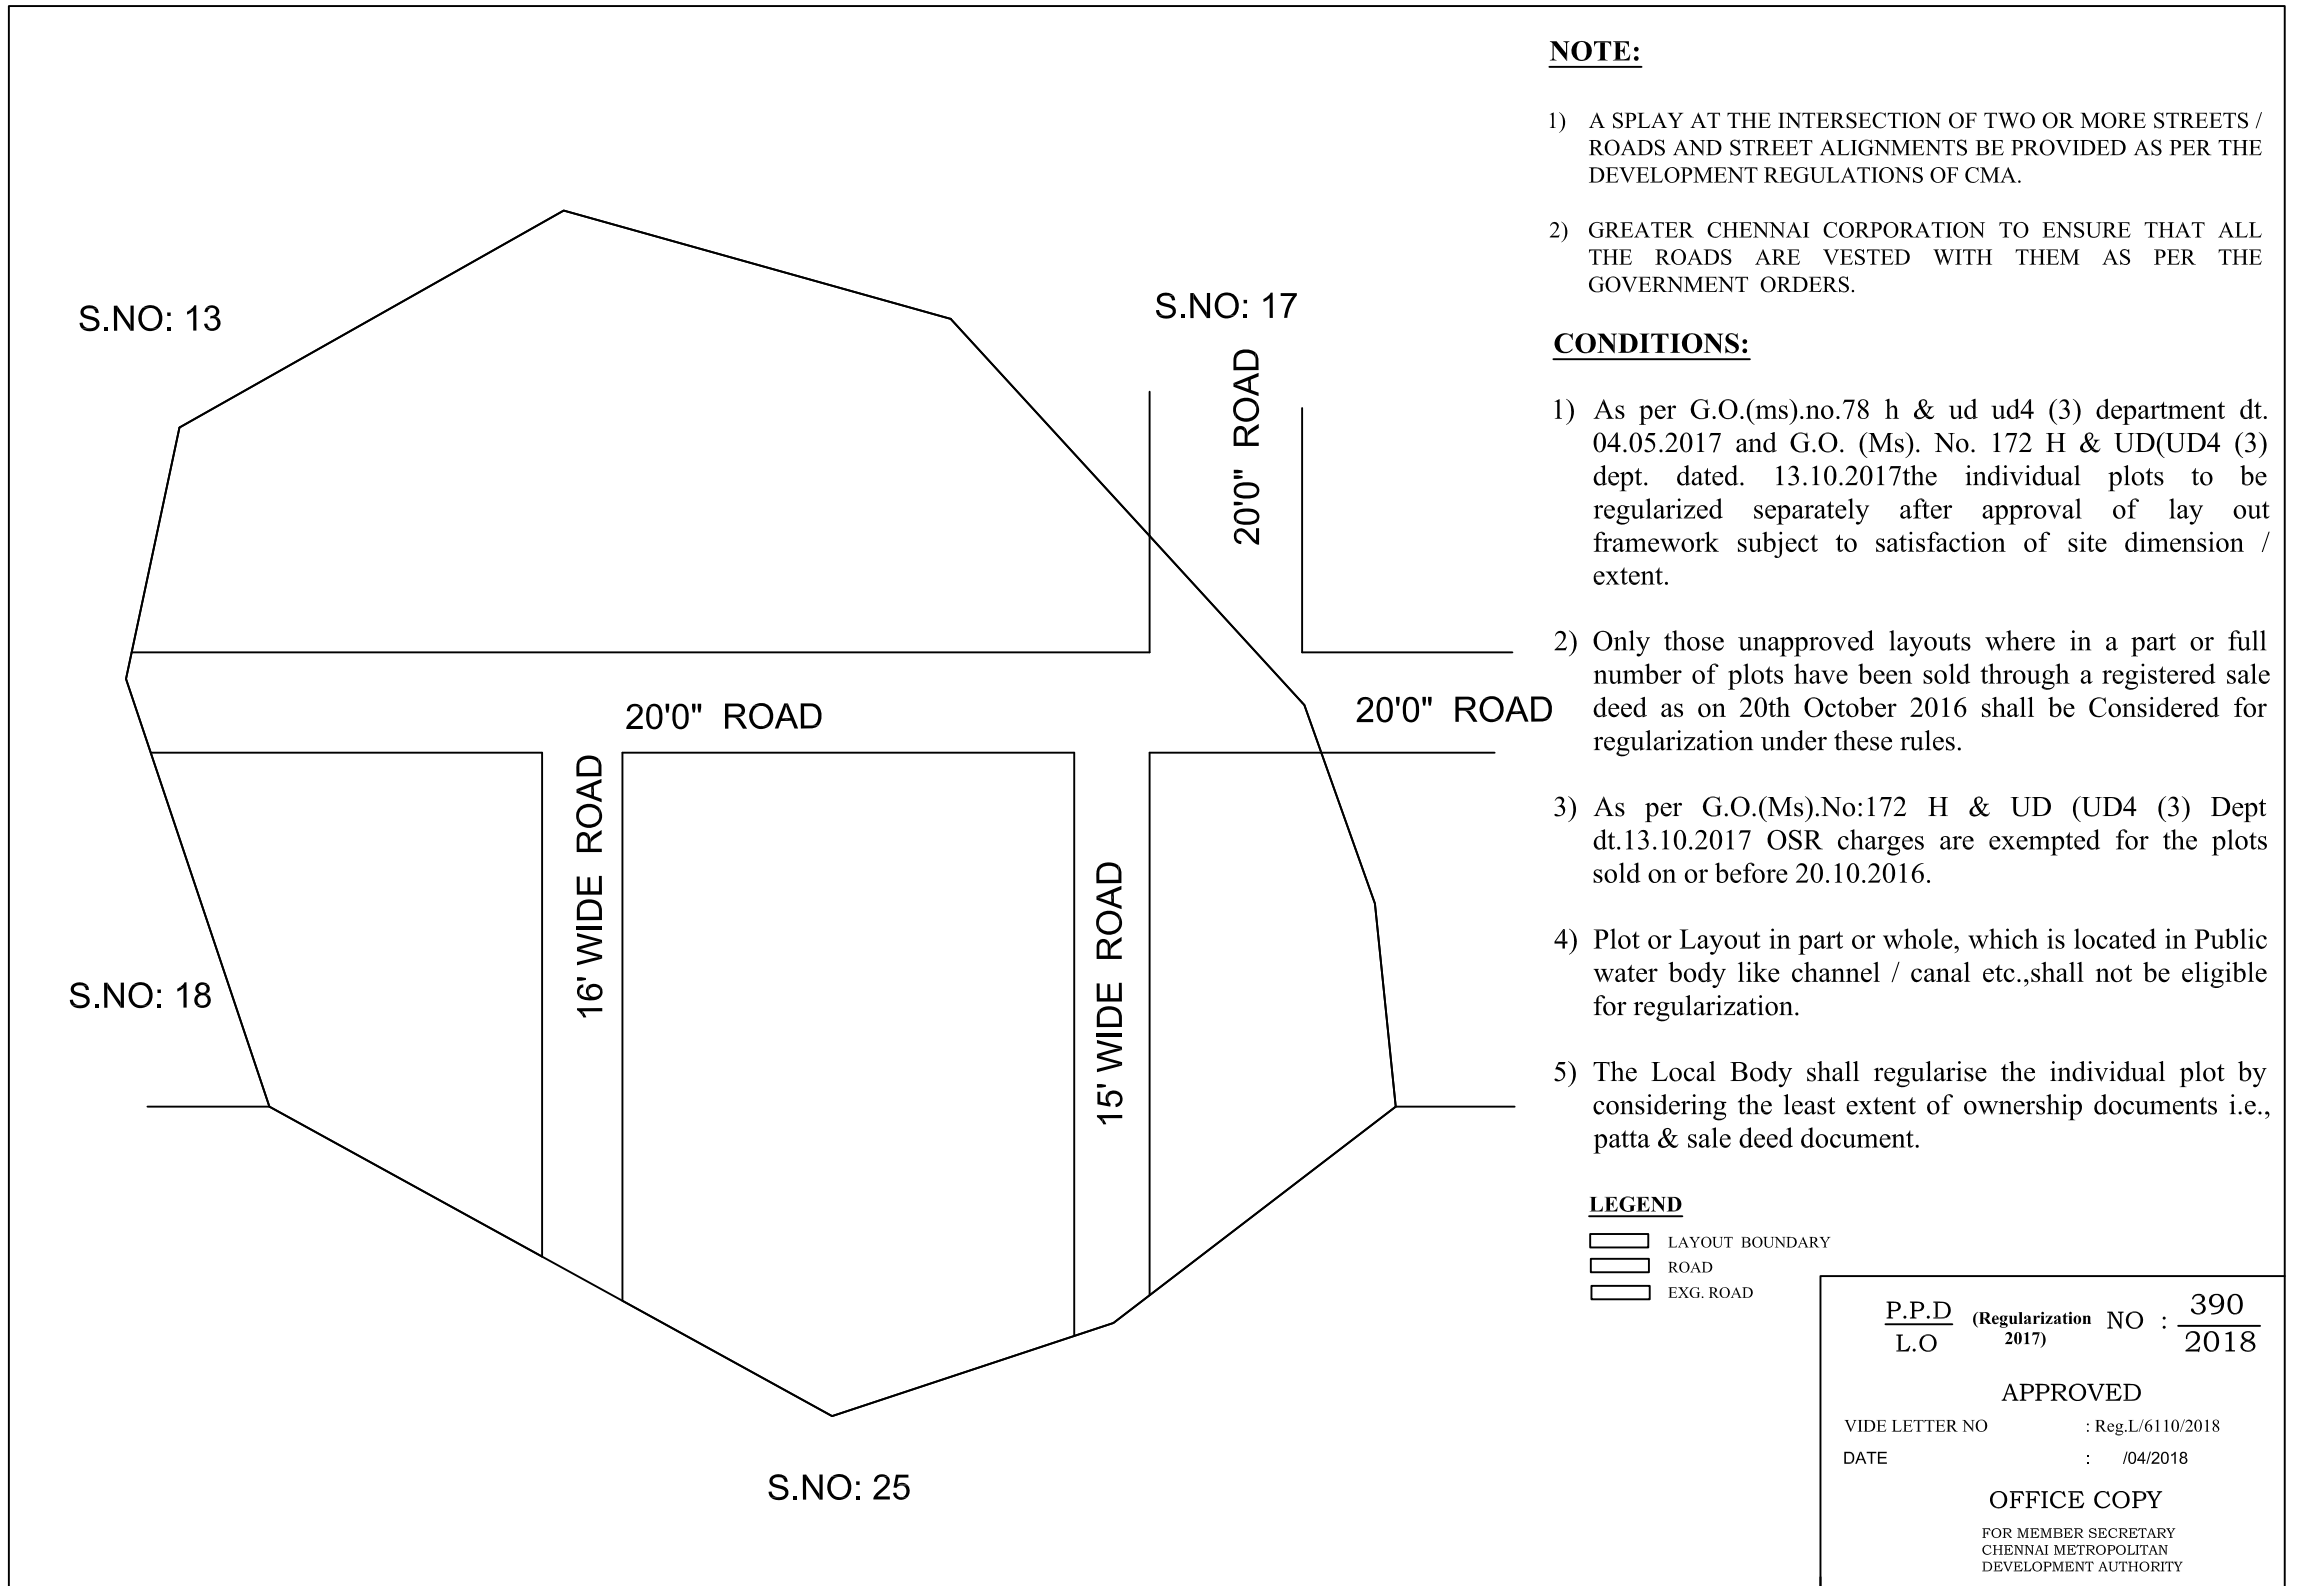 S.NO: 13
S.NO: 17
20'0" ROAD
20'0" ROAD
20'0" ROAD
16' WIDE ROAD
15' WIDE ROAD
S.NO: 18
S.NO: 25
NOTE:
1) A SPLAY AT THE INTERSECTION OF TWO OR MORE STREETS /
ROADS AND STREET ALIGNMENTS BE PROVIDED AS PER THE
DEVELOPMENT REGULATIONS OF CMA.
2) GREATER CHENNAI CORPORATION TO ENSURE THAT ALL
THE ROADS ARE VESTED WITH THEM AS PER THE
GOVERNMENT ORDERS.
CONDITIONS:
1) As per G.O.(ms).no.78 h & ud ud4 (3) department dt.
04.05.2017 and G.O. (Ms). No. 172 H & UD(UD4 (3)
dept. dated. 13.10.2017the individual plots to be
regularized separately after approval of lay out
framework subject to satisfaction of site dimension /
extent.
2) Only those unapproved layouts where in a part or full
number of plots have been sold through a registered sale
deed as on 20th October 2016 shall be Considered for
regularization under these rules.
3) As per G.O.(Ms).No:172 H & UD (UD4 (3) Dept
dt.13.10.2017 OSR charges are exempted for the plots
sold on or before 20.10.2016.
4) Plot or Layout in part or whole, which is located in Public
water body like channel / canal etc.,shall not be eligible
for regularization.
5) The Local Body shall regularise the individual plot by
considering the least extent of ownership documents i.e.,
patta & sale deed document.
LEGEND
LAYOUT BOUNDARY
ROAD
EXG. ROAD
P.P.D (Regularization NO : 390
L.O 2017) 2018
APPROVED
VIDE LETTER NO : Reg.L/6110/2018
DATE : /04/2018
OFFICE COPY
FOR MEMBER SECRETARY
CHENNAI METROPOLITAN
DEVELOPMENT AUTHORITY